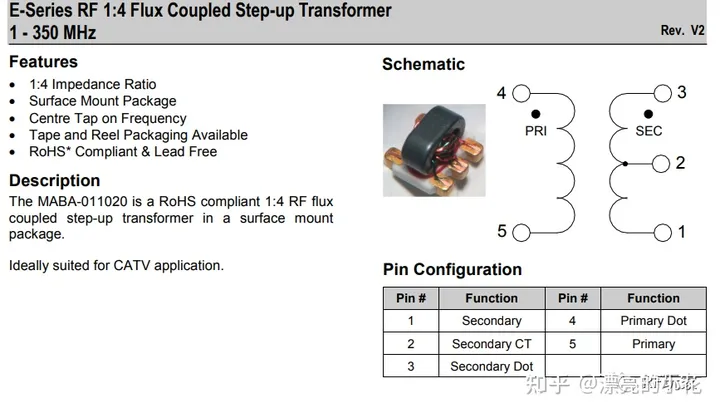 E-Series RF 1:4 Flux Coupled Step-up Transformer
1 - 350 MHz
Rev. V2
Features
• 1:4 Impedance Ratio
• Surface Mount Package
• Centre Tap on Frequency
• Tape and Reel Packaging Available
• RoHS* Compliant & Lead Free
Description
The MABA-011020 is a RoHS compliant 1:4 RF flux
coupled step-up transformer in a surface mount
package.
Ideally suited for CATV application.
Schematic
4 3
PRI SEC
2
5 1
Pin Configuration
Pin # Function Pin # Function
1 Secondary 4 Primary Dot
2 Secondary CT 5 Primary
3 Secondary Dot
知乎 @漂亮的小花